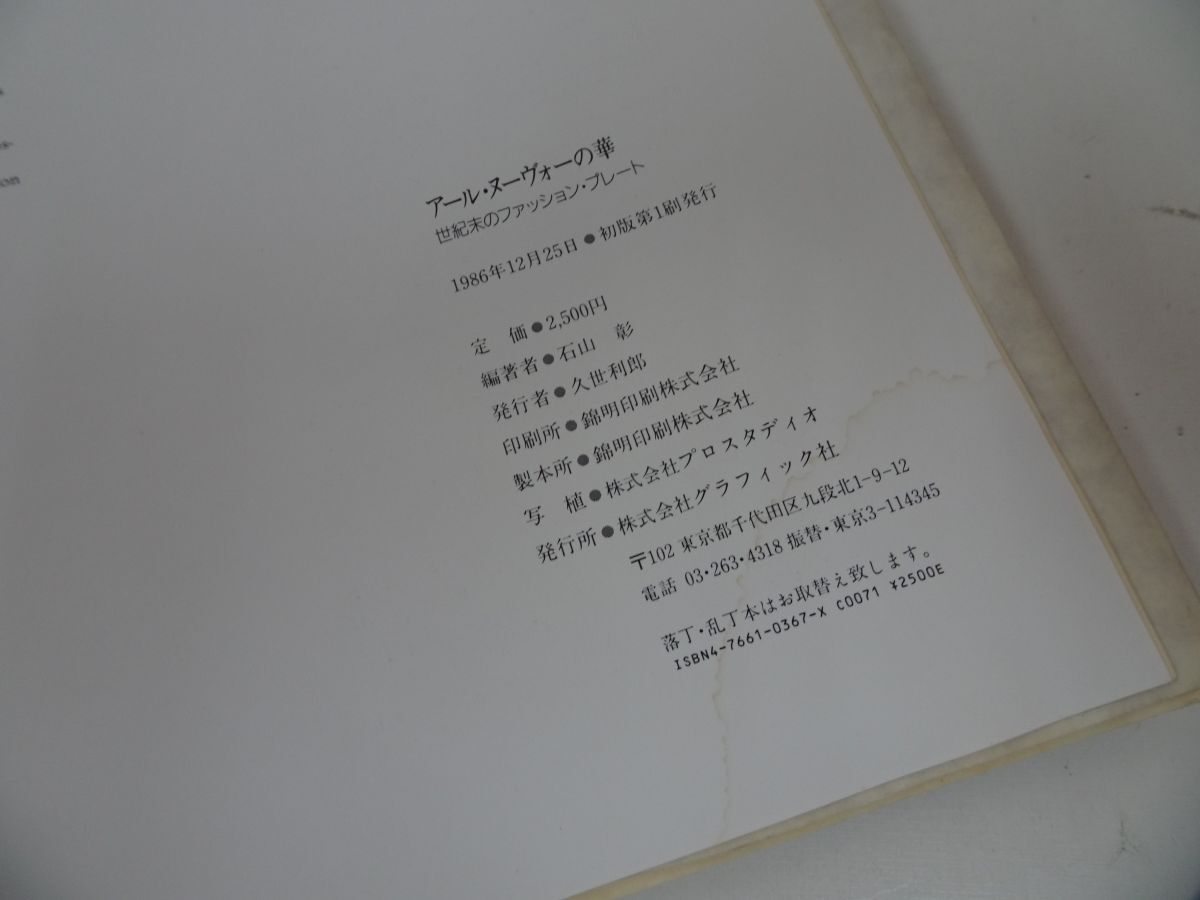 アール・ヌーヴォーの華
世紀末のファッション・プレート
1986年12月25日●初版第1刷発行
定　価●2,500円
編著者●石山　彰
発行者●久世利郎
印刷所●錦明印刷株式会社
製本所●錦明印刷株式会社
写　植●株式会社プロスタディオ
発行所●株式会社グラフィック社
〒102 東京都千代田区九段北1-9-12
電話 03・263・4318 振替・東京3-114345
落丁・乱丁本はお取替え致します。
ISBN4-7661-0367-X C0071 ¥2500E